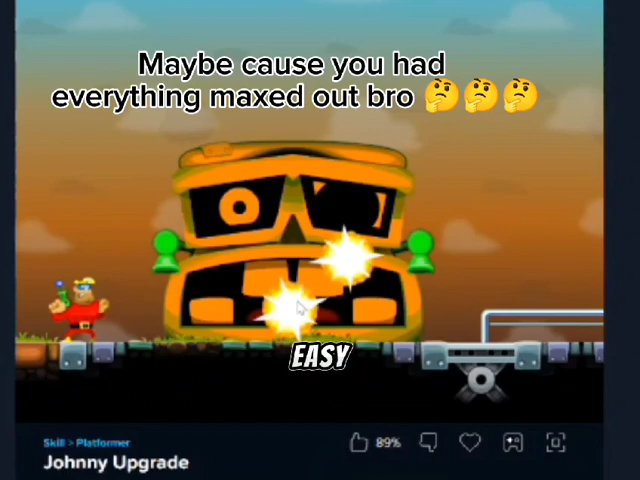 Maybe cause you had
everything maxed out bro 🤔🤔🤔
EASY
Skill > Platformer
89%
Johnny Upgrade